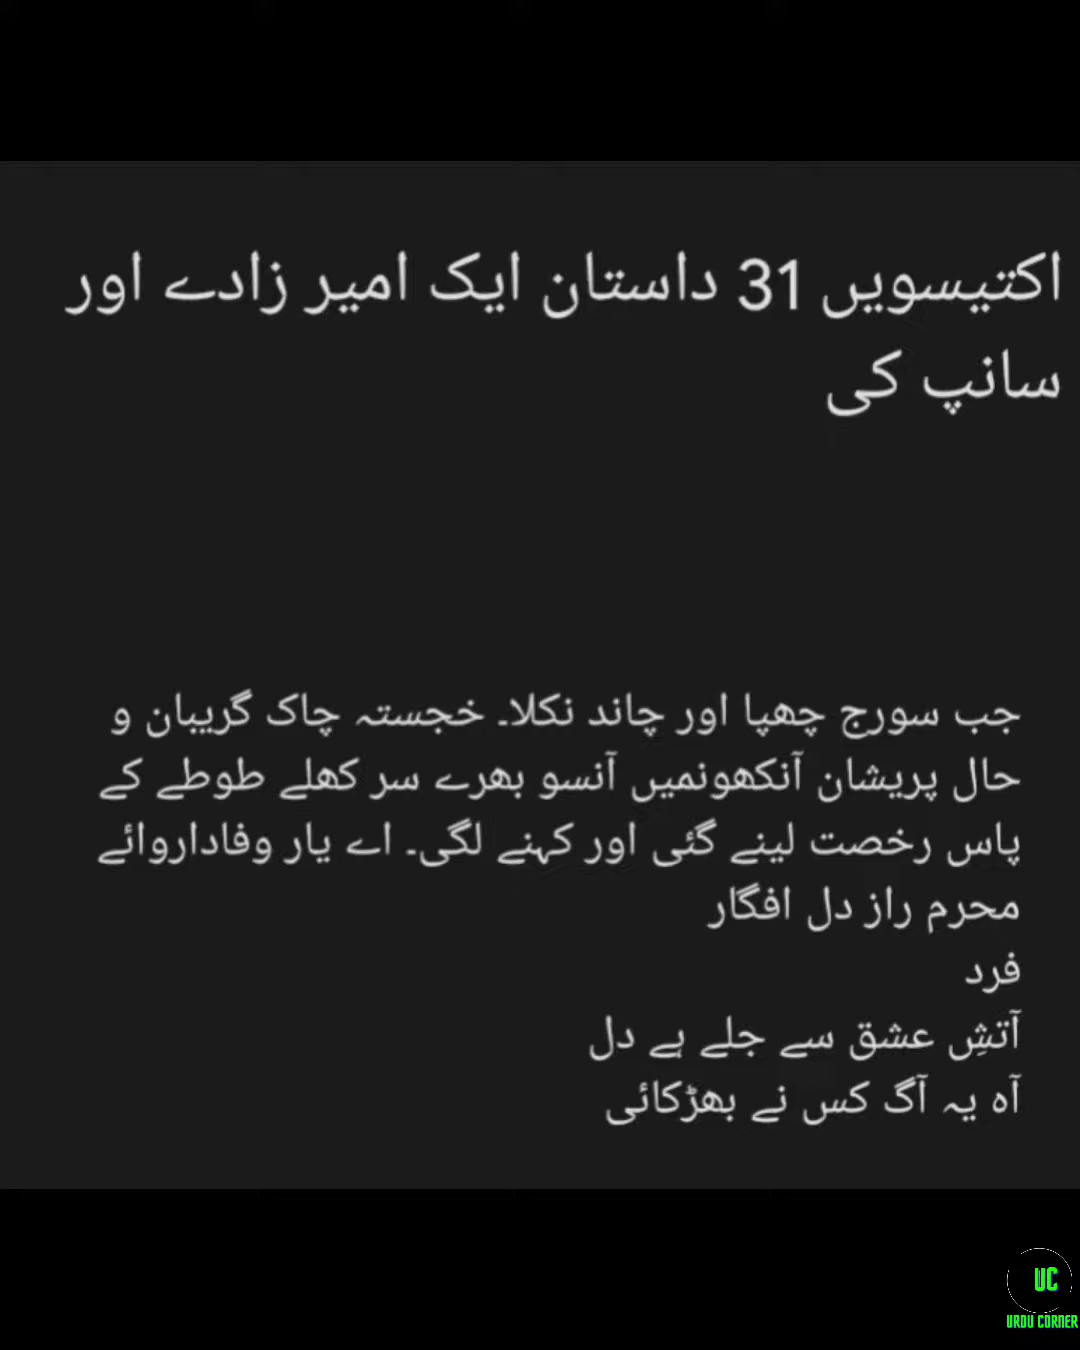 اکتیسویں 31 داستان ایک امیر زادے اور
سانپ کی
جب سورج چھپا اور چاند نکلا۔ خجستہ چاک گریبان و
حال پریشان آنکھونمیں آنسو بھرے سر کھلے طوطے کے
پاس رخصت لینے گئی اور کہنے لگی۔ اے یار وفاداروائے
محرم راز دل افگار
فرد
آتشِ عشق سے جلے ہے دل
آہ یہ آگ کس نے بھڑکائی
UC
URDU CORNER